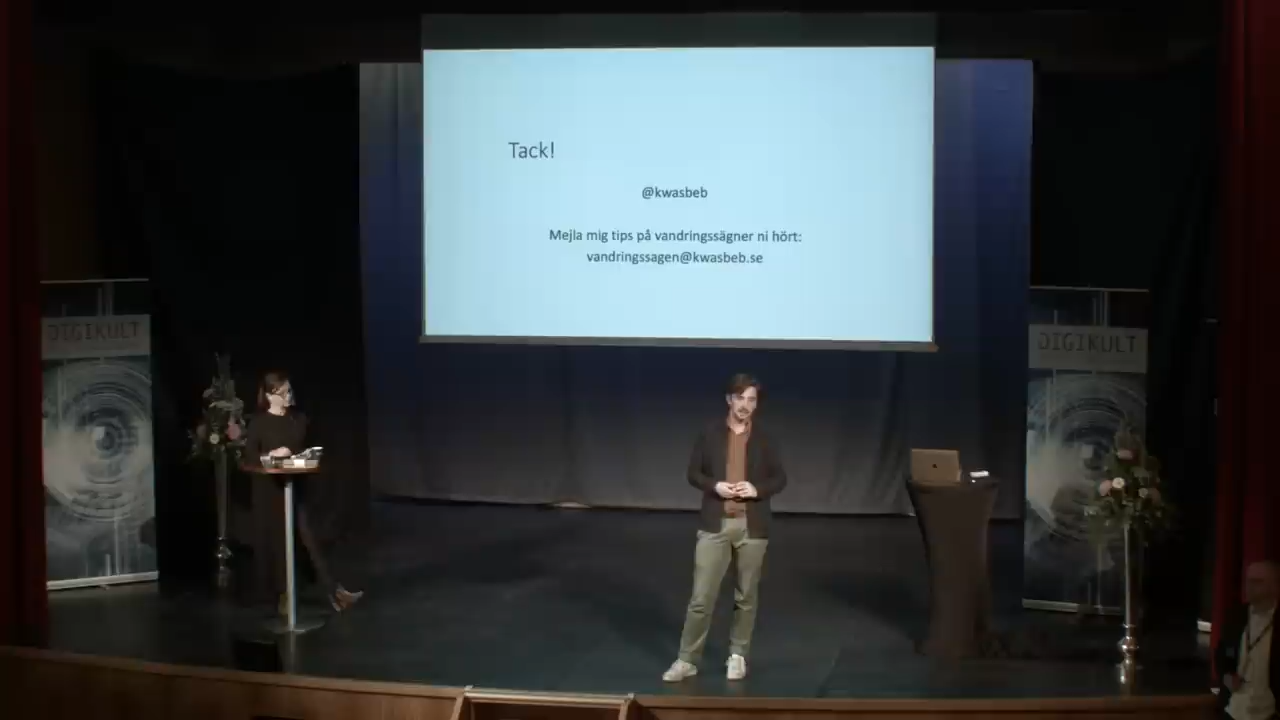 Tack!
@kwasbeb
Mejla mig tips på vandringssägner ni hört:
vandringssagen@kwasbeb.se
DIGIKULT
DIGIKULT